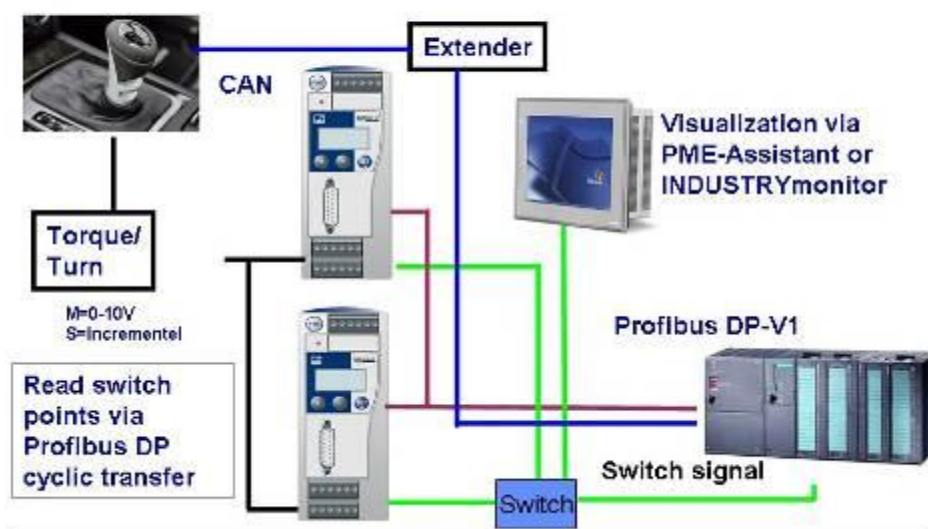 Extender
CAN
Visualization via
PME-Assistant or
INDUSTRYmonitor
Torque/
Turn
M=0-10V
S=Incrementel
Profibus DP-V1
Read switch
points via
Profibus DP
cyclic transfer
Switch signal
Switch